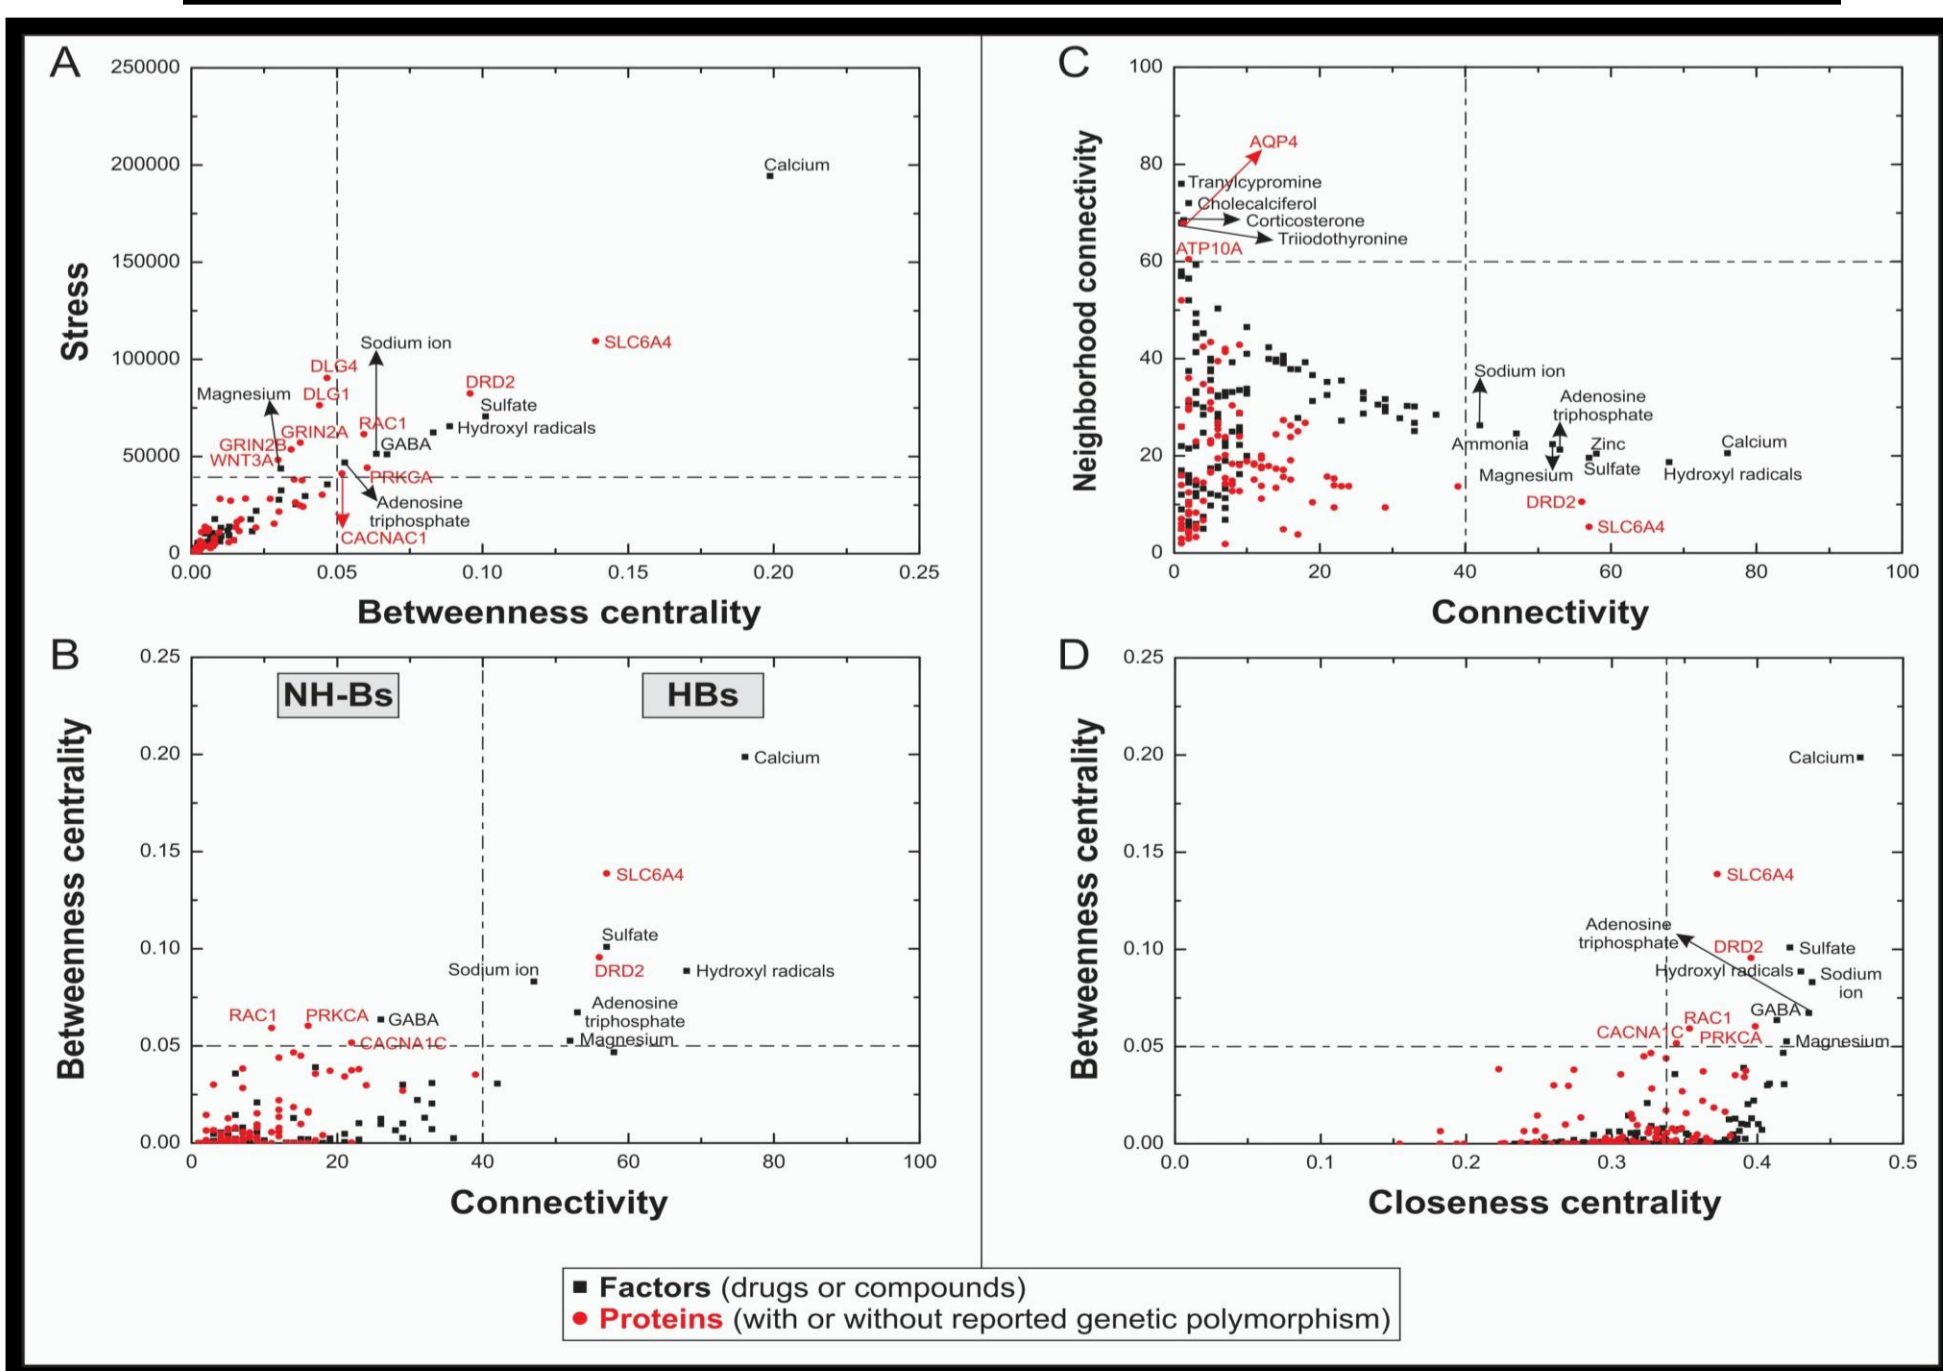 A
250000
200000
150000
100000
50000
0
Stress
Calcium
Sodium ion
SLC6A4
DLG4
DRD2
Magnesium
DLG1
Sulfate
RAC1
Hydroxyl radicals
GRIN2A
GABA
GRIN2B
WNT3A
PRKCA
Adenosine
triphosphate
CACNAC1
0.00 0.05 0.10 0.15 0.20 0.25
Betweenness centrality
B
0.25
0.20
0.15
0.10
0.05
0.00
Betweenness centrality
NH-Bs
HBs
Calcium
SLC6A4
Sulfate
Sodium ion
DRD2
Hydroxyl radicals
Adenosine
triphosphate
RAC1
PRKCA
GABA
CACNA1C
Magnesium
0 20 40 60 80 100
Connectivity
C
100
80
60
40
20
0
Neighborhood connectivity
AQP4
Tranylcypromine
Cholecalciferol
Corticosterone
Triiodothyronine
ATP10A
Sodium ion
Adenosine
triphosphate
Ammonia
Zinc
Calcium
Magnesium
Sulfate
Hydroxyl radicals
DRD2
SLC6A4
0 20 40 60 80 100
Connectivity
D
0.25
0.20
0.15
0.10
0.05
0.00
Betweenness centrality
Calcium
SLC6A4
Adenosine
triphosphate
DRD2
Sulfate
Hydroxyl radicals
Sodium
ion
GABA
RAC1
CACNA1C
PRKCA
Magnesium
0.0 0.1 0.2 0.3 0.4 0.5
Closeness centrality
Factors (drugs or compounds)
Proteins (with or without reported genetic polymorphism)